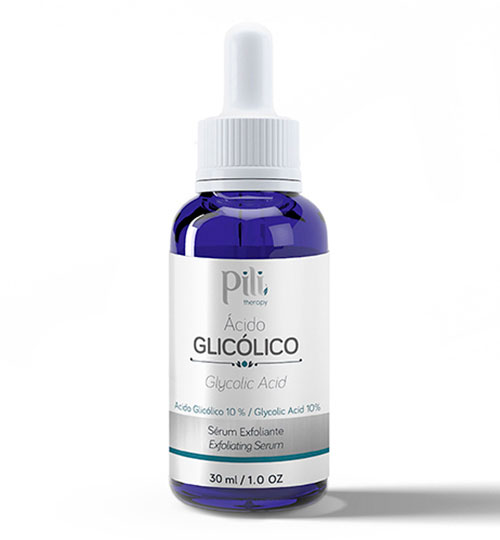 pili
therapy
Ácido
GLICÓLICO
Glycolic Acid
Ácido Glicólico 10 % / Glycolic Acid 10%
Sérum Exfoliante
Exfoliating Serum
30 ml / 1.0 OZ